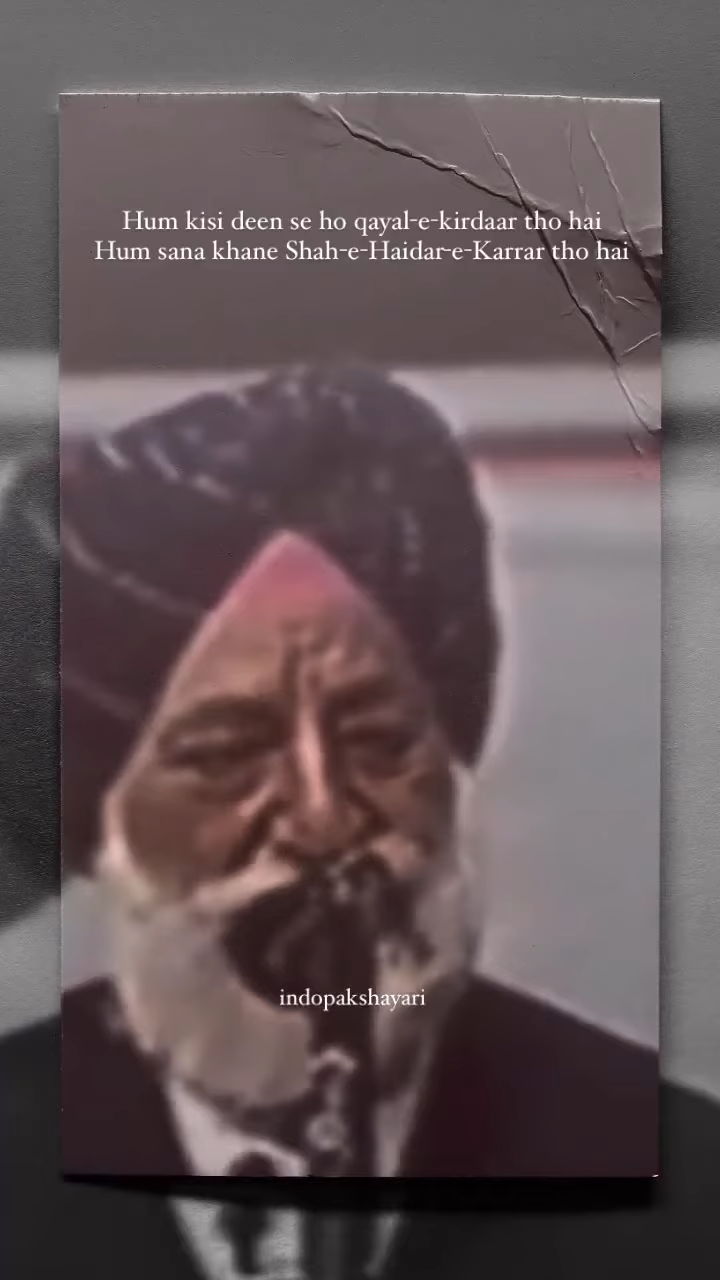 Hum kisi deen se ho qayal-e-kirdaar tho hai
Hum sana khane Shah-e-Haidar-e-Karrar tho hai
indopakshayari